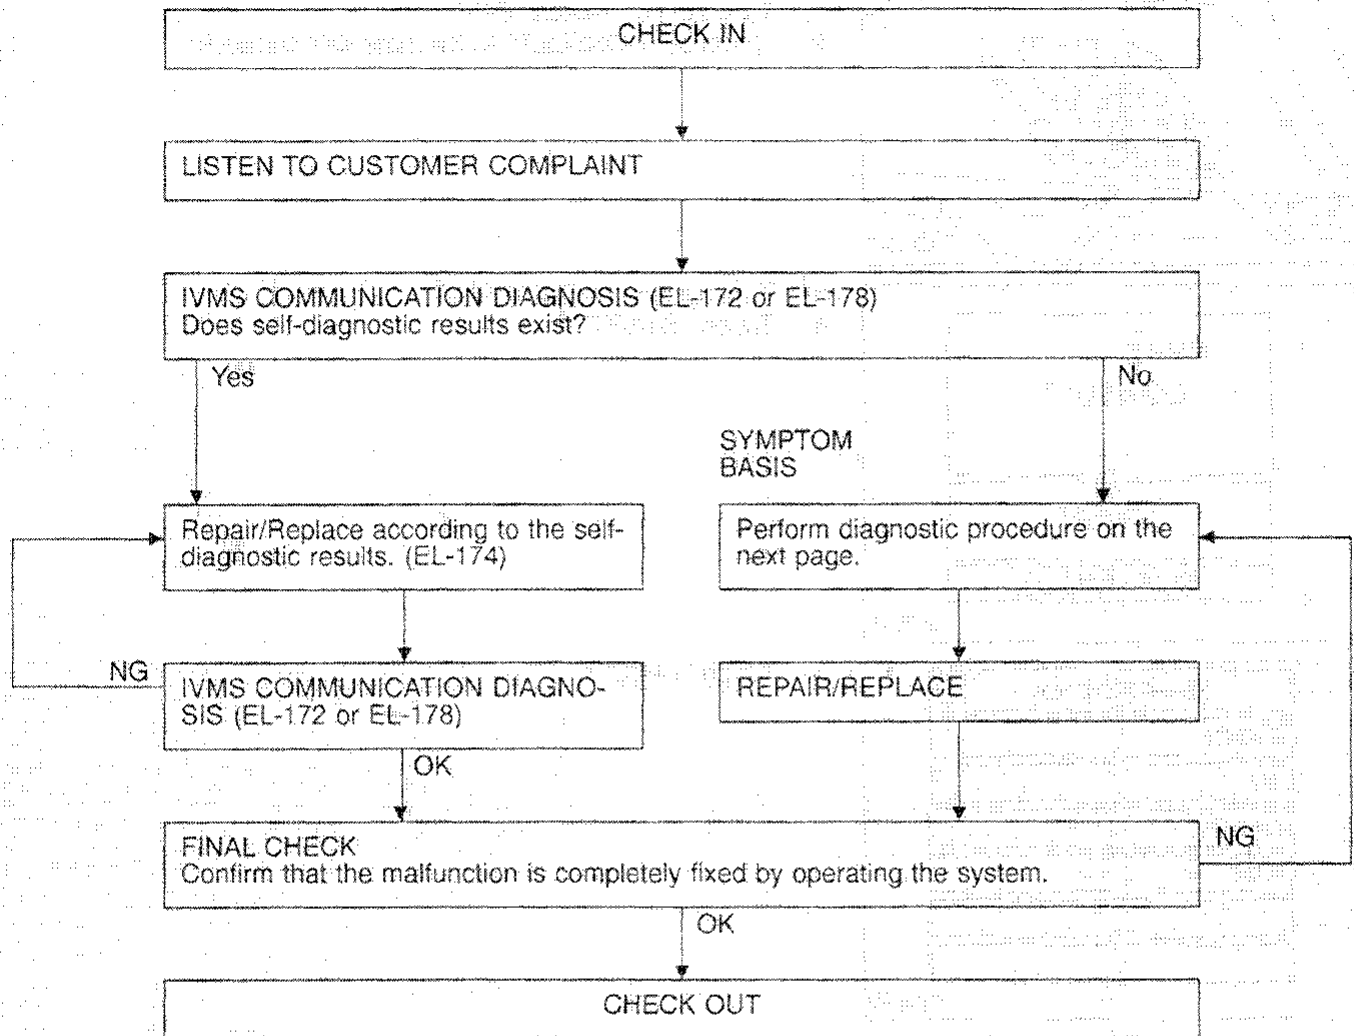 CHECK IN
LISTEN TO CUSTOMER COMPLAINT
IVMS COMMUNICATION DIAGNOSIS (EL-172 or EL-178)
Does self-diagnostic results exist?
Yes
No
SYMPTOM
BASIS
Repair/Replace according to the self-
diagnostic results. (EL-174)
Perform diagnostic procedure on the
next page.
NG
IVMS COMMUNICATION DIAGNO-
SIS (EL-172 or EL-178)
REPAIR/REPLACE
OK
FINAL CHECK
Confirm that the malfunction is completely fixed by operating the system.
NG
OK
CHECK OUT